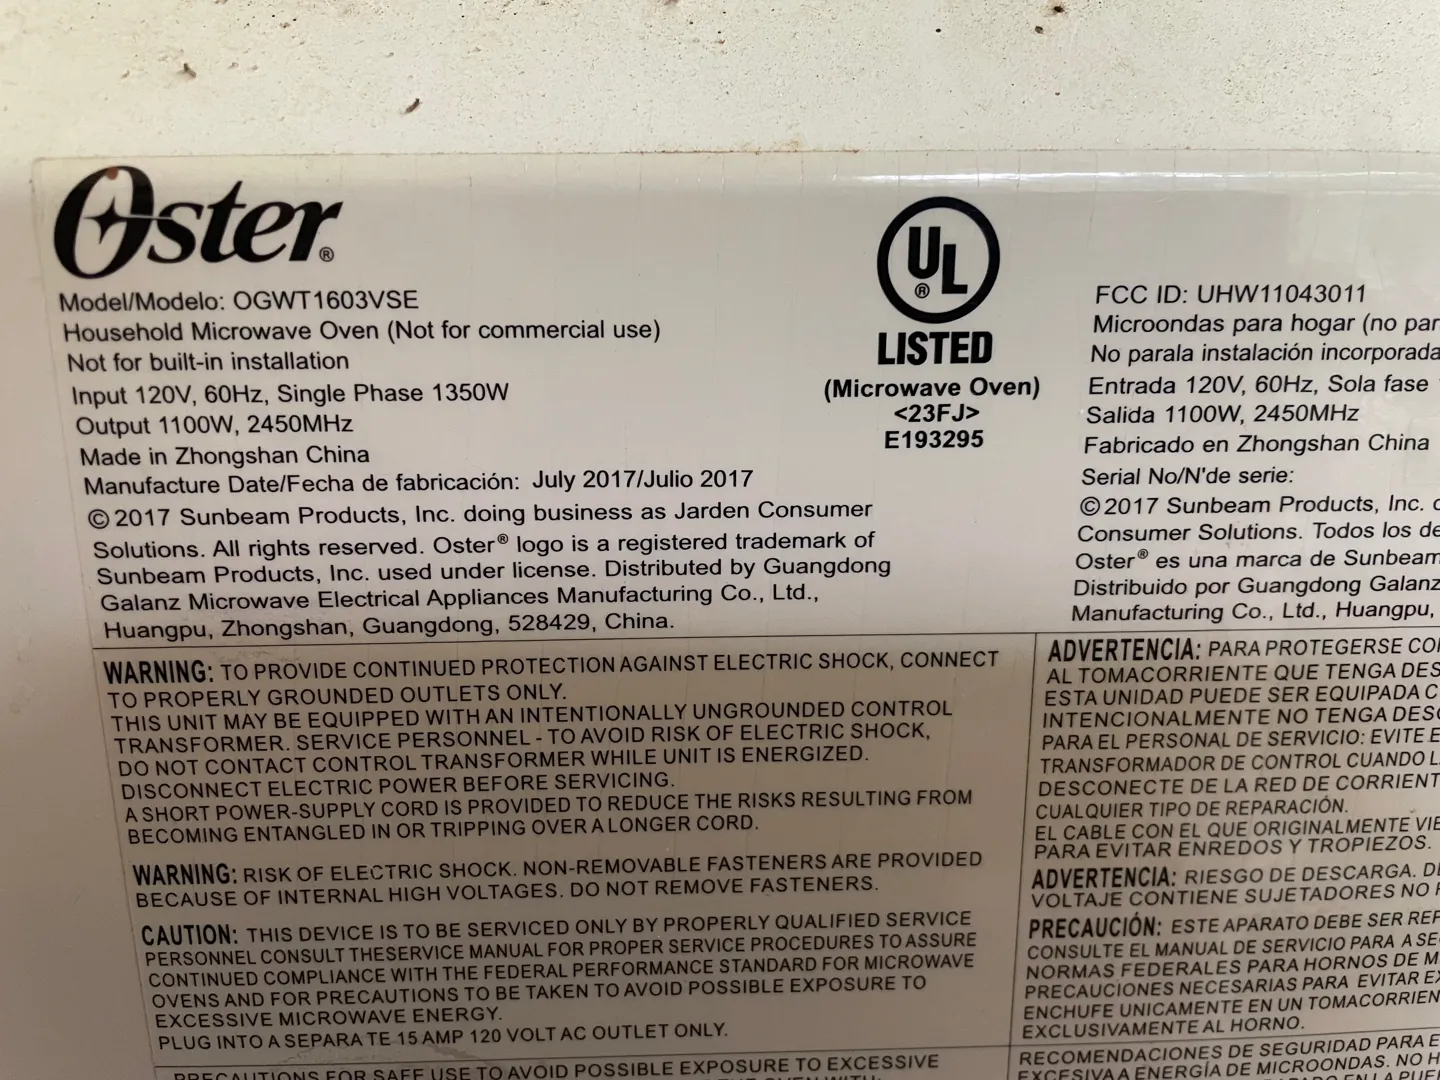 Oster®
Model/Modelo: OGWT1603VSE
Household Microwave Oven (Not for commercial use)
Not for built-in installation
Input 120V, 60Hz, Single Phase 1350W
Output 1100W, 2450MHz
Made in Zhongshan China
Manufacture Date/Fecha de fabricación: July 2017/Julio 2017
©2017 Sunbeam Products, Inc. doing business as Jarden Consumer
Solutions. All rights reserved. Oster® logo is a registered trademark of
Sunbeam Products, Inc. used under license. Distributed by Guangdong
Galanz Microwave Electrical Appliances Manufacturing Co., Ltd.,
Huangpu, Zhongshan, Guangdong, 528429, China.
UL®
LISTED
(Microwave Oven)
<23FJ>
E193295
FCC ID: UHW11043011
Microondas para hogar (no par
No parala instalación incorporada
Entrada 120V, 60Hz, Sola fase
Salida 1100W, 2450MHz
Fabricado en Zhongshan China
Serial No/N'de serie:
©2017 Sunbeam Products, Inc.
Consumer Solutions. Todos los de
Oster® es una marca de Sunbeam
Distribuido por Guangdong Galanz
Manufacturing Co., Ltd., Huangpu,
WARNING: TO PROVIDE CONTINUED PROTECTION AGAINST ELECTRIC SHOCK, CONNECT
TO PROPERLY GROUNDED OUTLETS ONLY.
THIS UNIT MAY BE EQUIPPED WITH AN INTENTIONALLY UNGROUNDED CONTROL
TRANSFORMER. SERVICE PERSONNEL - TO AVOID RISK OF ELECTRIC SHOCK,
DO NOT CONTACT CONTROL TRANSFORMER WHILE UNIT IS ENERGIZED.
DISCONNECT ELECTRIC POWER BEFORE SERVICING.
A SHORT POWER-SUPPLY CORD IS PROVIDED TO REDUCE THE RISKS RESULTING FROM
BECOMING ENTANGLED IN OR TRIPPING OVER A LONGER CORD.
WARNING: RISK OF ELECTRIC SHOCK. NON-REMOVABLE FASTENERS ARE PROVIDED
BECAUSE OF INTERNAL HIGH VOLTAGES. DO NOT REMOVE FASTENERS.
CAUTION: THIS DEVICE IS TO BE SERVICED ONLY BY PROPERLY QUALIFIED SERVICE
PERSONNEL CONSULT THESERVICE MANUAL FOR PROPER SERVICE PROCEDURES TO ASSURE
CONTINUED COMPLIANCE WITH THE FEDERAL PERFORMANCE STANDARD FOR MICROWAVE
OVENS AND FOR PRECAUTIONS TO BE TAKEN TO AVOID POSSIBLE EXPOSURE TO
EXCESSIVE MICROWAVE ENERGY.
PLUG INTO A SEPARA TE 15 AMP 120 VOLT AC OUTLET ONLY.
PRECAUTIONS FOR SAFE USE TO AVOID POSSIBLE EXPOSURE TO EXCESSIVE
ADVERTENCIA: PARA PROTEGERSE CO
AL TOMACORRIENTE QUE TENGA DES
ESTA UNIDAD PUEDE SER EQUIPADA C
INTENCIONALMENTE NO TENGA DESC
PARA EL PERSONAL DE SERVICIO: EVITE E
TRANSFORMADOR DE CONTROL CUANDO L
DESCONECTE DE LA RED DE CORRIENT
CUALQUIER TIPO DE REPARACIÓN.
EL CABLE CON EL QUE ORIGINALMENTE VIE
PARA EVITAR ENREDOS Y TROPIEZOS.
ADVERTENCIA: RIESGO DE DESCARGA. D
VOLTAJE CONTIENE SUJETADORES NO
PRECAUCIÓN: ESTE APARATO DEBE SER REP
CONSULTE EL MANUAL DE SERVICIO PARA A SE
NORMAS FEDERALES PARA HORNOS DE M
PRECAUCIONES NECESARIAS PARA EVITAR EX
ENCHUFE UNICAMENTE EN UN TOMACORRIEN
EXCLUSIVAMENTE AL HORNO.
RECOMENDACIONES DE SEGURIDAD PARA E
EXCESIVA A ENERGÍA DE MICROONDAS. NO H